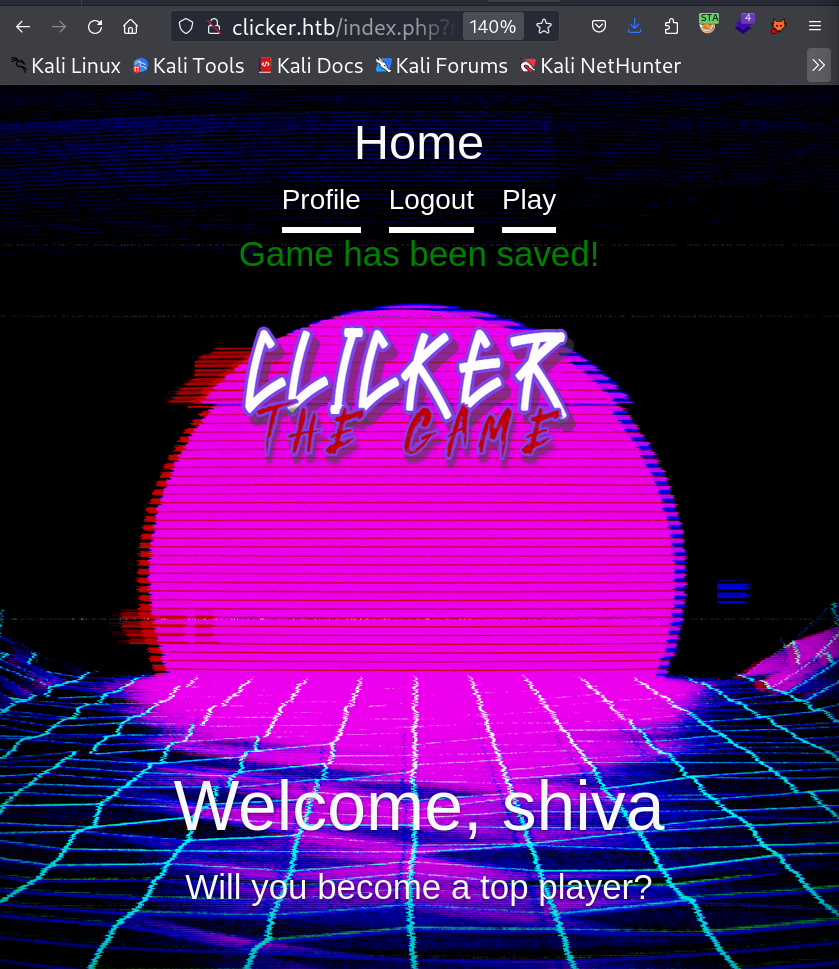 clicker.htb/index.php?
140%
STA
4
Kali Linux
Kali Tools
Kali Docs
Kali Forums
Kali NetHunter
Home
Profile
Logout
Play
Game has been saved!
CLICKER
THE GAME
Welcome, shiva
Will you become a top player?